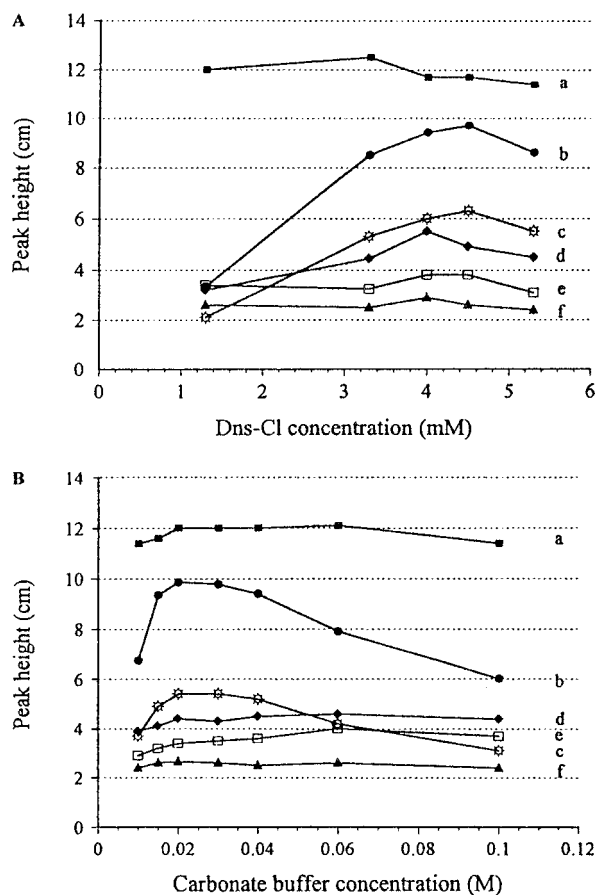 A
14
12
10
8
6
4
2
0
Peak height (cm)
a
b
c
d
e
f
0 1 2 3 4 5 6
Dns-Cl concentration (mM)
B
14
12
10
8
6
4
2
0
Peak height (cm)
a
b
d
e
c
f
0 0.02 0.04 0.06 0.08 0.1 0.12
Carbonate buffer concentration (M)